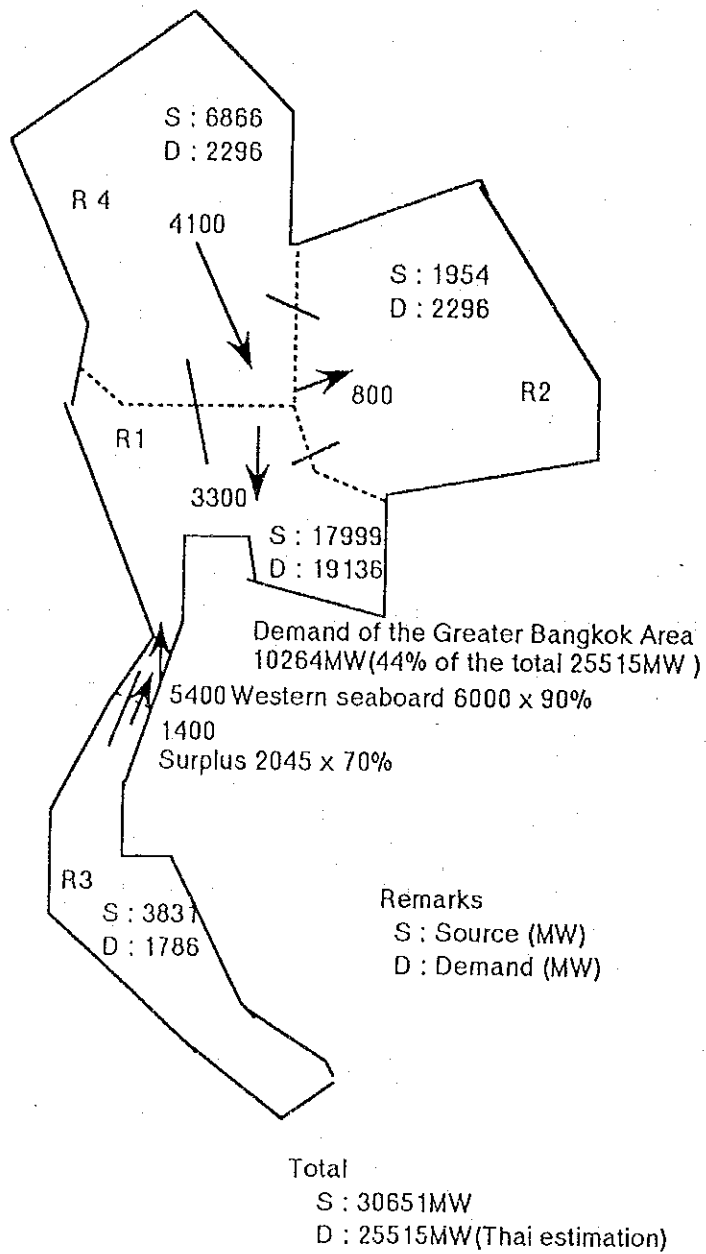 S : 6866
D : 2296
R 4
4100
S : 1954
D : 2296
800
R2
R1
3300
S : 17999
D : 19136
Demand of the Greater Bangkok Area
10264MW(44% of the total 25515MW )
5400 Western seaboard 6000 x 90%
1400
Surplus 2045 x 70%
R3
S : 3831
D : 1786
Remarks
S : Source (MW)
D : Demand (MW)
Total
S : 30651MW
D : 25515MW(Thai estimation)